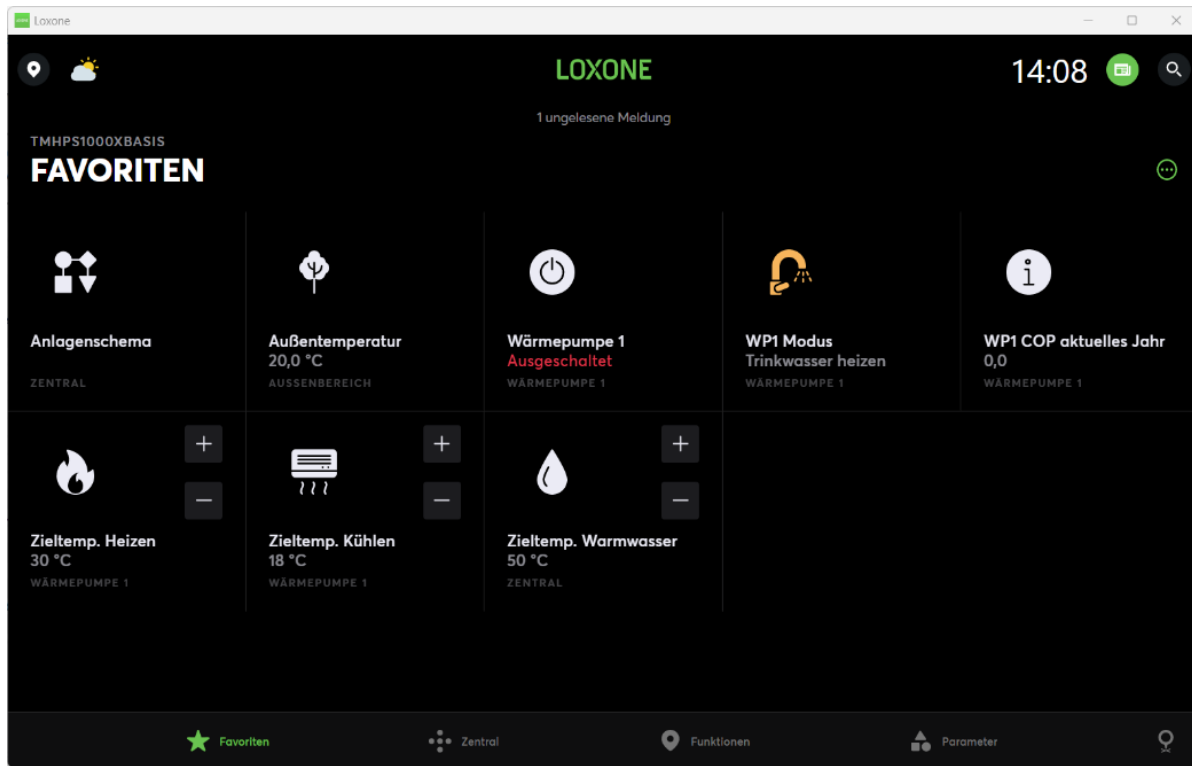 Loxone
LOXONE
14:08
1 ungelesene Meldung
TMHPS1000XBASIS
FAVORITEN
Anlagenschema
ZENTRAL
Außentemperatur
20,0 °C
AUSSENBEREICH
Wärmepumpe 1
Ausgeschaltet
WÄRMEPUMPE 1
WP1 Modus
Trinkwasser heizen
WÄRMEPUMPE 1
WP1 COP aktuelles Jahr
0,0
WÄRMEPUMPE 1
Zieltemp. Heizen
30 °C
WÄRMEPUMPE 1
Zieltemp. Kühlen
18 °C
WÄRMEPUMPE 1
Zieltemp. Warmwasser
50 °C
ZENTRAL
Favoriten
Zentral
Funktionen
Parameter